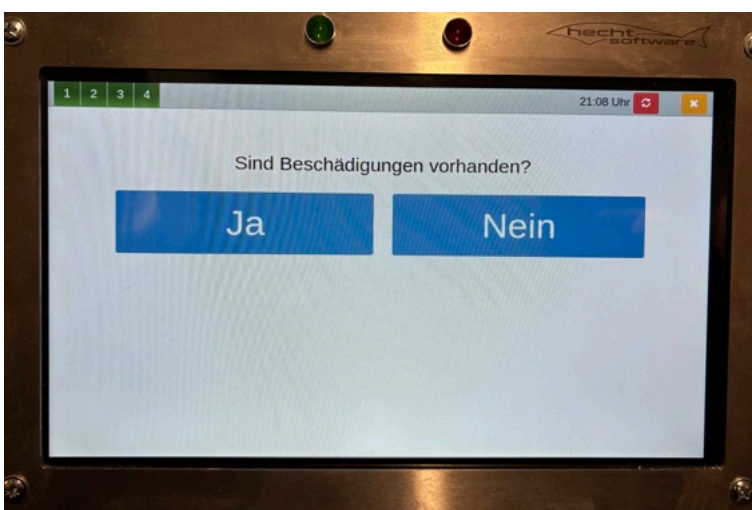 hecht
software
1 2 3 4 21:08 Uhr
Sind Beschädigungen vorhanden?
Ja Nein